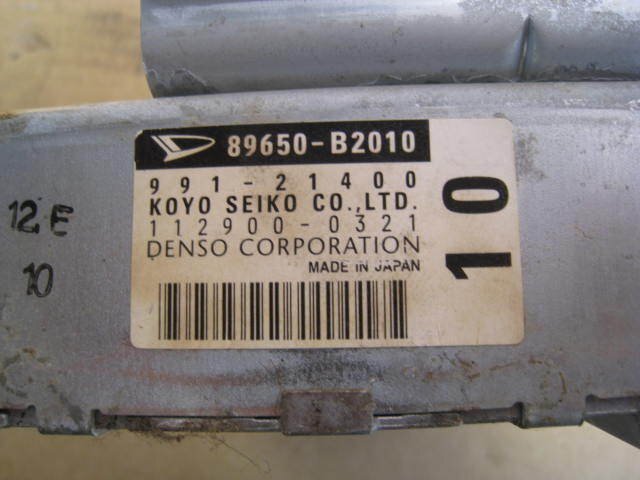 89650-B2010
991-21400
KOYO SEIKO CO.,LTD.
112900-0321
DENSO CORPORATION
MADE IN JAPAN
10
12E
10